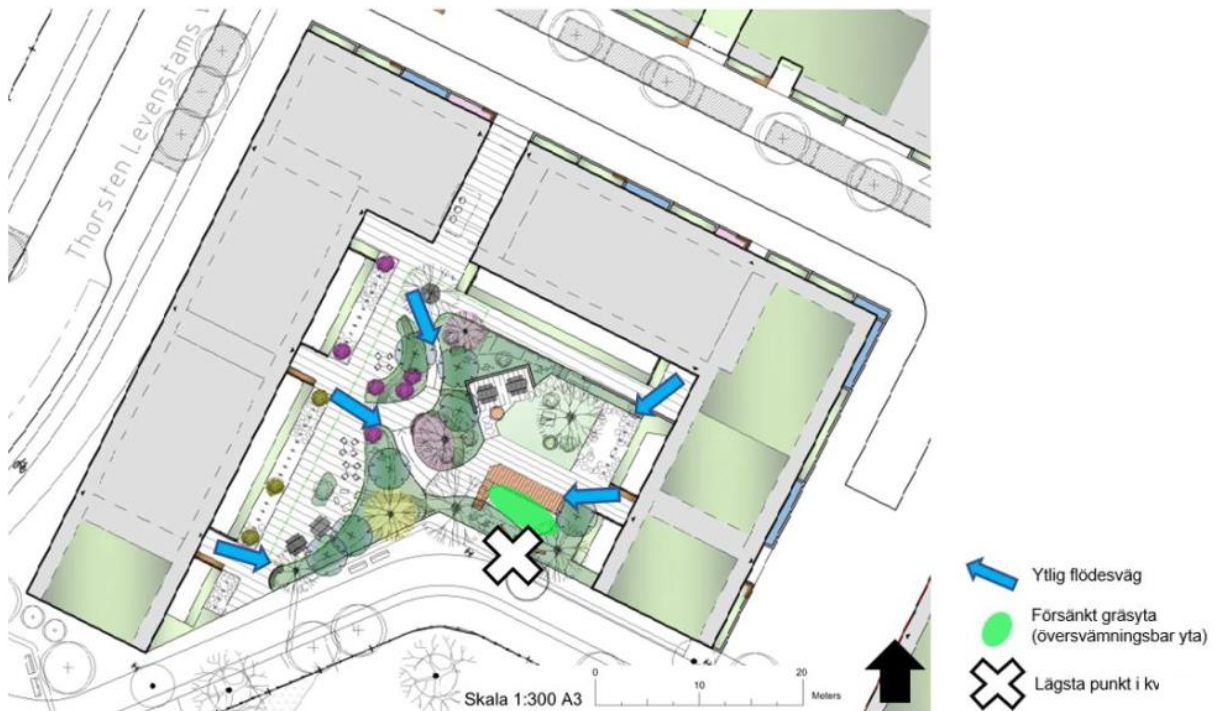 Thorsten Levenstams
Ytlig flödesväg
Försänkt gräsyta
(översvämningsbar yta)
Lägsta punkt i kv
Skala 1:300 A3
0
10
20
Meters